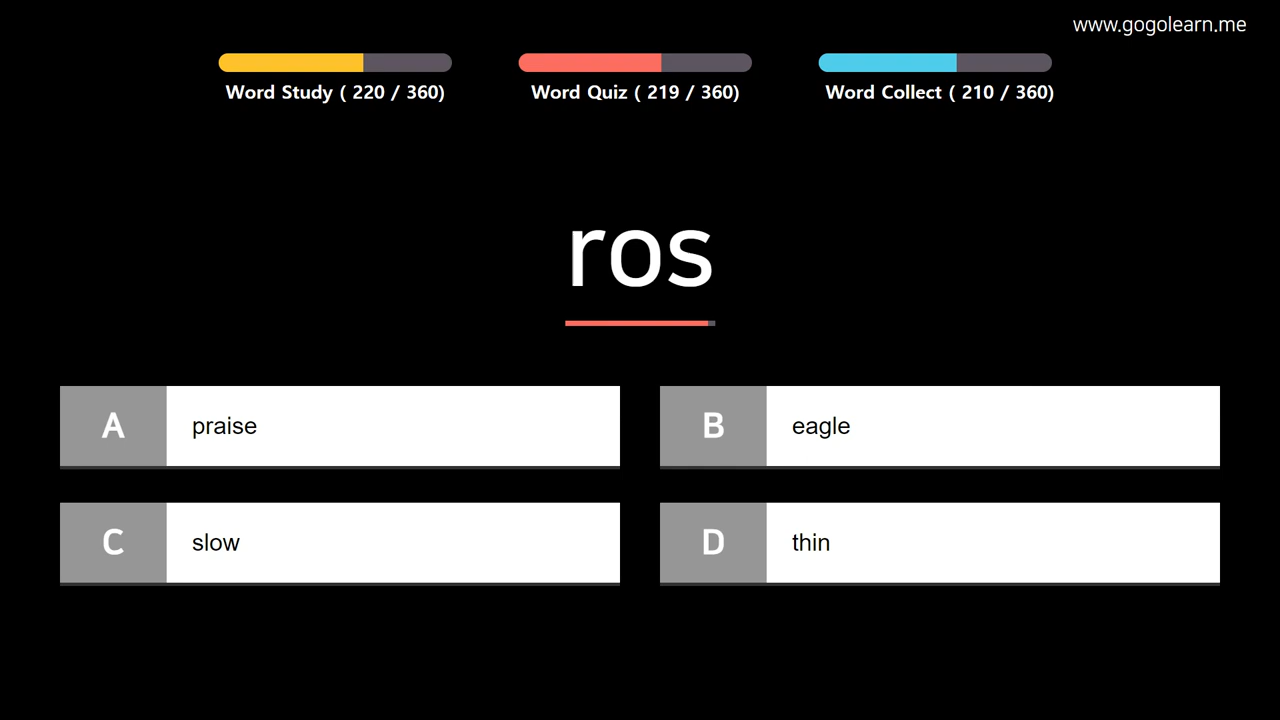 www.gogolearn.me
Word Study ( 220 / 360)
Word Quiz ( 219 / 360)
Word Collect ( 210 / 360)
ros
A praise
B eagle
C slow
D thin